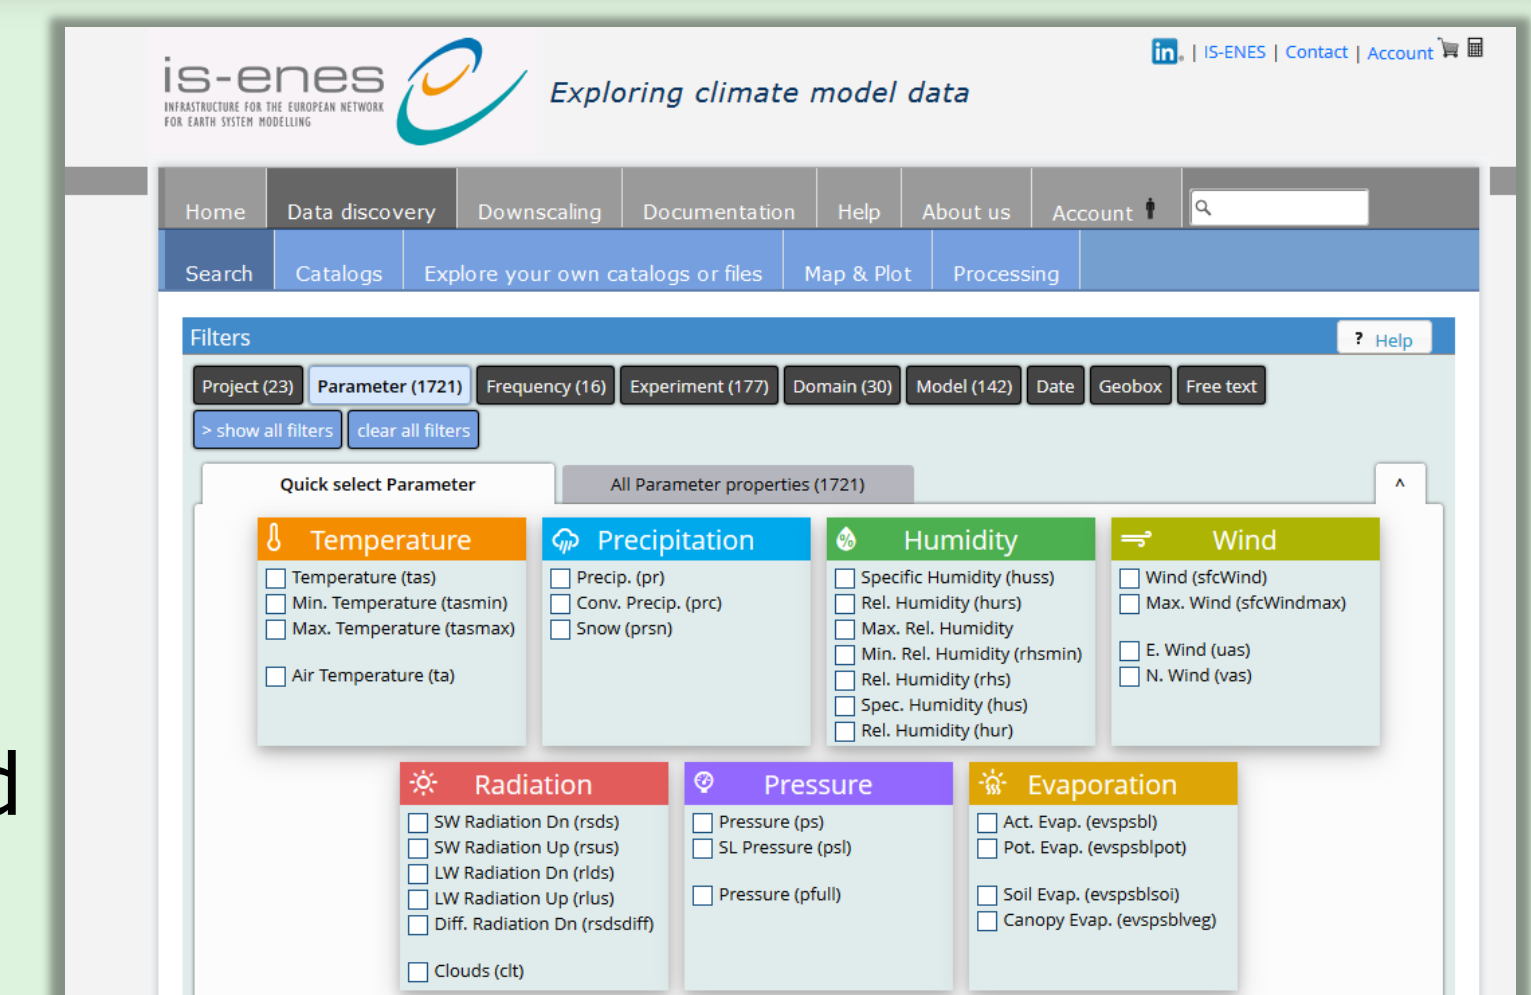 is-enes
INFRASTRUCTURE FOR THE EUROPEAN NETWORK
FOR EARTH SYSTEM MODELLING
Exploring climate model data
in. | IS-ENES | Contact | Account
Home Data discovery Downscaling Documentation Help About us Account
Search Catalogs Explore your own catalogs or files Map & Plot Processing
Filters ? Help
Project (23) Parameter (1721) Frequency (16) Experiment (177) Domain (30) Model (142) Date Geobox Free text
> show all filters clear all filters
Quick select Parameter All Parameter properties (1721) ^
Temperature
Temperature (tas)
Min. Temperature (tasmin)
Max. Temperature (tasmax)
Air Temperature (ta)
Precipitation
Precip. (pr)
Conv. Precip. (prc)
Snow (prsn)
% Humidity
Specific Humidity (huss)
Rel. Humidity (hurs)
Max. Rel. Humidity
Min. Rel. Humidity (rhsmin)
Rel. Humidity (rhs)
Spec. Humidity (hus)
Rel. Humidity (hur)
Wind
Wind (sfcWind)
Max. Wind (sfcWindmax)
E. Wind (uas)
N. Wind (vas)
d
Radiation
SW Radiation Dn (rsds)
SW Radiation Up (rsus)
LW Radiation Dn (rlds)
LW Radiation Up (rlus)
Diff. Radiation Dn (rsdsdiff)
Clouds (clt)
Pressure
Pressure (ps)
SL Pressure (psl)
Pressure (pfull)
Evaporation
Act. Evap. (evspsbl)
Pot. Evap. (evspsblpot)
Soil Evap. (evspsblsoi)
Canopy Evap. (evspsblveg)